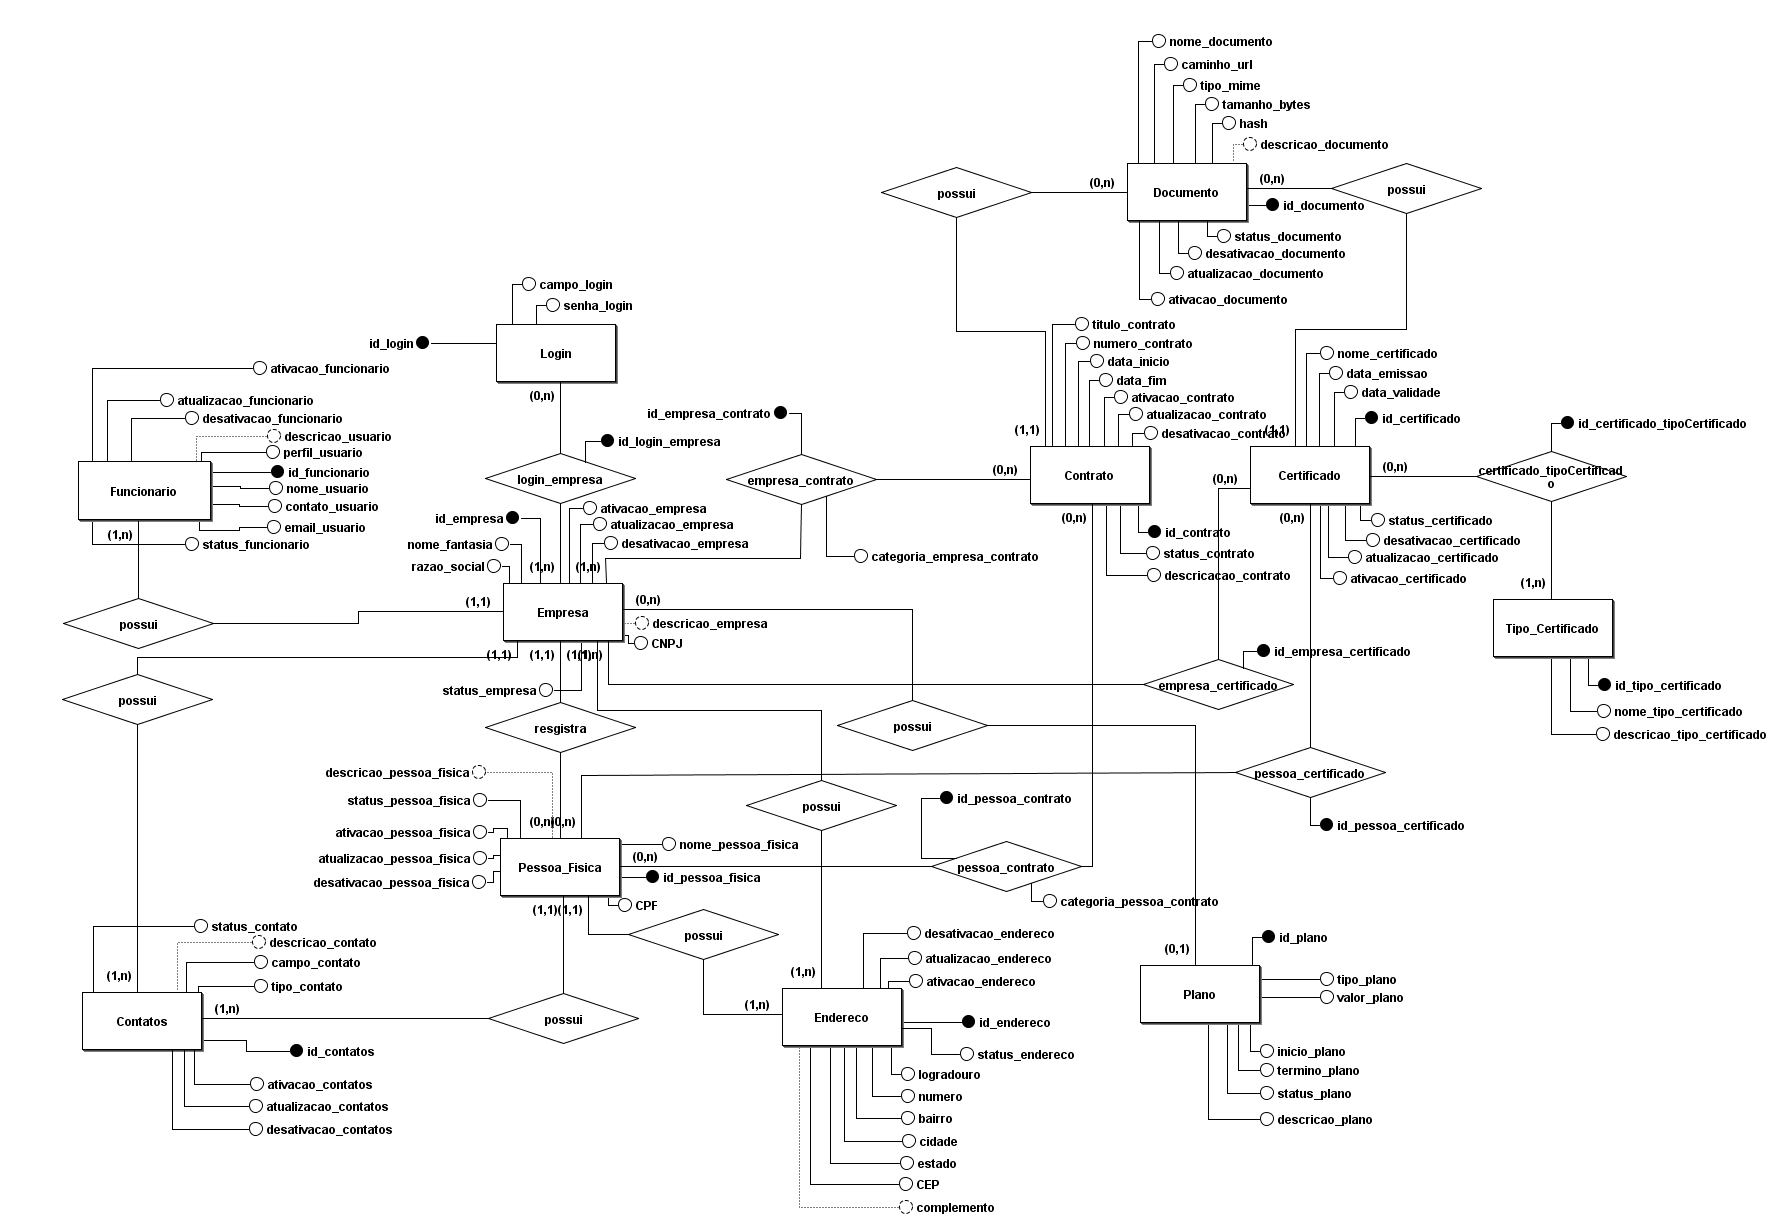 nome_documento
caminho_url
tipo_mime
tamanho_bytes
hash
descricao_documento
possui
(0,n)
Documento
(0,n)
possui
id_documento
status_documento
desativacao_documento
atualizacao_documento
ativacao_documento
campo_login
senha_login
id_login
Login
(0,n)
ativacao_funcionario
atualizacao_funcionario
desativacao_funcionario
descricao_usuario
perfil_usuario
id_funcionario
nome_usuario
contato_usuario
email_usuario
status_funcionario
Funcionario
(1,n)
possui
id_login_empresa
login_empresa
id_empresa_contrato
empresa_contrato
(0,n)
categoria_empresa_contrato
titulo_contrato
numero_contrato
data_inicio
data_fim
ativacao_contrato
atualizacao_contrato
desativacao_contrato
(1,1)
Contrato
(0,n)
id_contrato
status_contrato
descricacao_contrato
nome_certificado
data_emissao
data_validade
id_certificado
(1,1)
Certificado
(0,n)
(0,n)
(0,n)
status_certificado
desativacao_certificado
atualizacao_certificado
ativacao_certificado
id_certificado_tipoCertificado
certificado_tipoCertificad
o
(1,n)
Tipo_Certificado
id_tipo_certificado
nome_tipo_certificado
descricao_tipo_certificado
id_empresa
nome_fantasia
razao_social
ativacao_empresa
atualizacao_empresa
desativacao_empresa
(1,n)
(1,n)
(1,1)
Empresa
(0,n)
descricao_empresa
CNPJ
(1,1)
(1,1)
(1,1)
(1,n)
status_empresa
possui
resgistra
id_empresa_certificado
empresa_certificado
possui
possui
pessoa_certificado
id_pessoa_certificado
descricao_pessoa_fisica
status_pessoa_fisica
ativacao_pessoa_fisica
atualizacao_pessoa_fisica
desativacao_pessoa_fisica
(0,n)
(0,n)
nome_pessoa_fisica
Pessoa_Fisica
(0,n)
id_pessoa_fisica
CPF
(1,1)
(1,1)
id_pessoa_contrato
pessoa_contrato
categoria_pessoa_contrato
possui
status_contato
descricao_contato
campo_contato
tipo_contato
(1,n)
Contatos
(1,n)
possui
id_contatos
ativacao_contatos
atualizacao_contatos
desativacao_contatos
desativacao_endereco
atualizacao_endereco
ativacao_endereco
(1,n)
(1,n)
Endereco
id_endereco
status_endereco
logradouro
numero
bairro
cidade
estado
CEP
complemento
(0,1)
id_plano
Plano
tipo_plano
valor_plano
inicio_plano
termino_plano
status_plano
descricao_plano